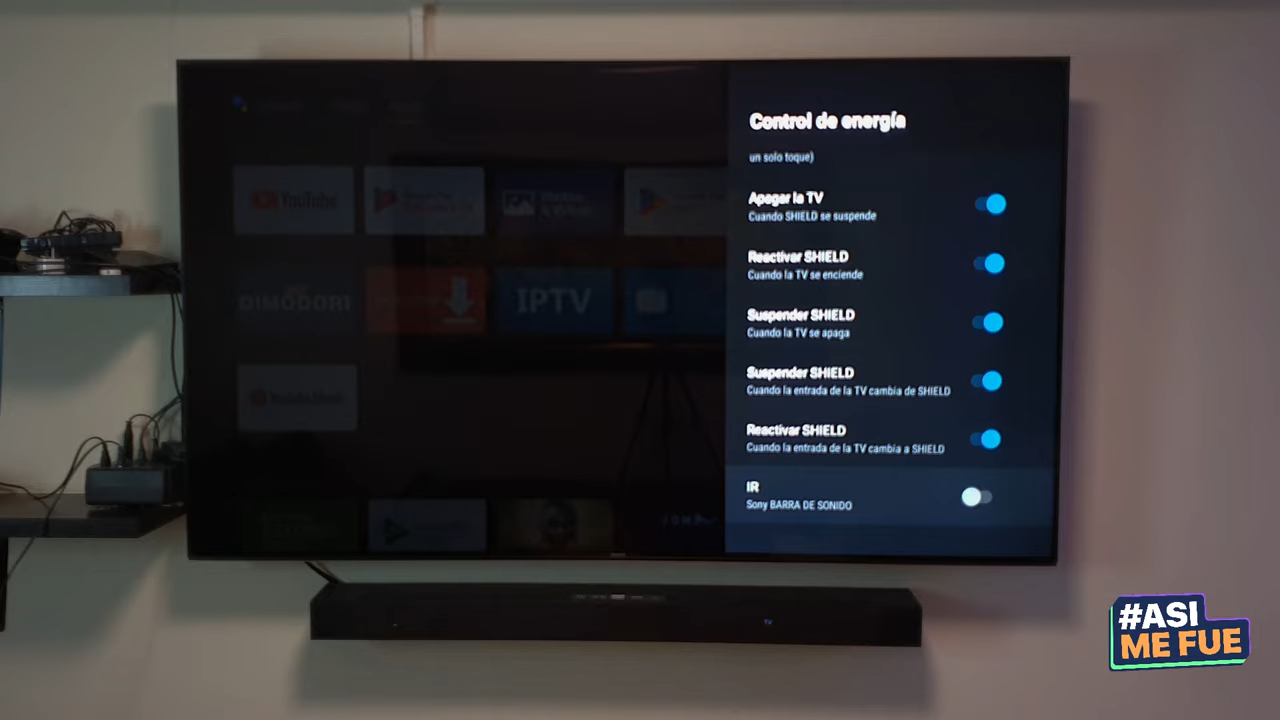 Control de energía
un solo toque)
Apagar la TV
Cuando SHIELD se suspende
Reactivar SHIELD
Cuando la TV se enciende
Suspender SHIELD
Cuando la TV se apaga
Suspender SHIELD
Cuando la entrada de la TV cambia de SHIELD
Reactivar SHIELD
Cuando la entrada de la TV cambia a SHIELD
IR
Sony BARRA DE SONIDO
YouTube
DIMODORI
IPTV
TV
#ASI
ME FUE